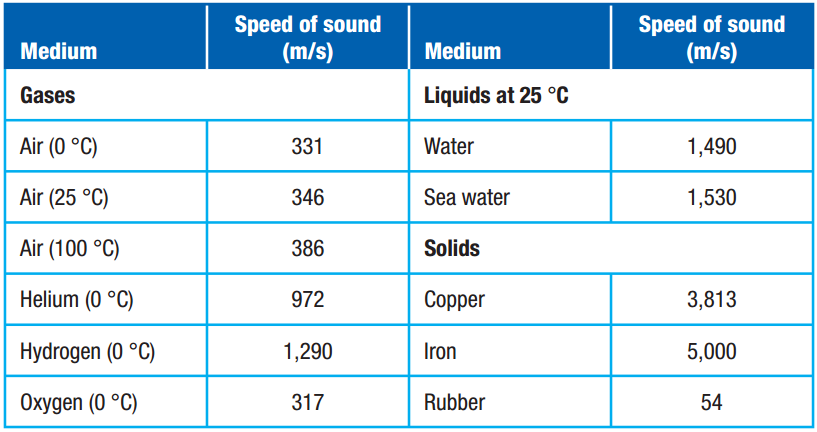 Medium Speed of sound (m/s) Medium Speed of sound (m/s)
Gases Liquids at 25 °C
Air (0 °C) 331 Water 1,490
Air (25 °C) 346 Sea water 1,530
Air (100 °C) 386 Solids
Helium (0 °C) 972 Copper 3,813
Hydrogen (0 °C) 1,290 Iron 5,000
Oxygen (0 °C) 317 Rubber 54